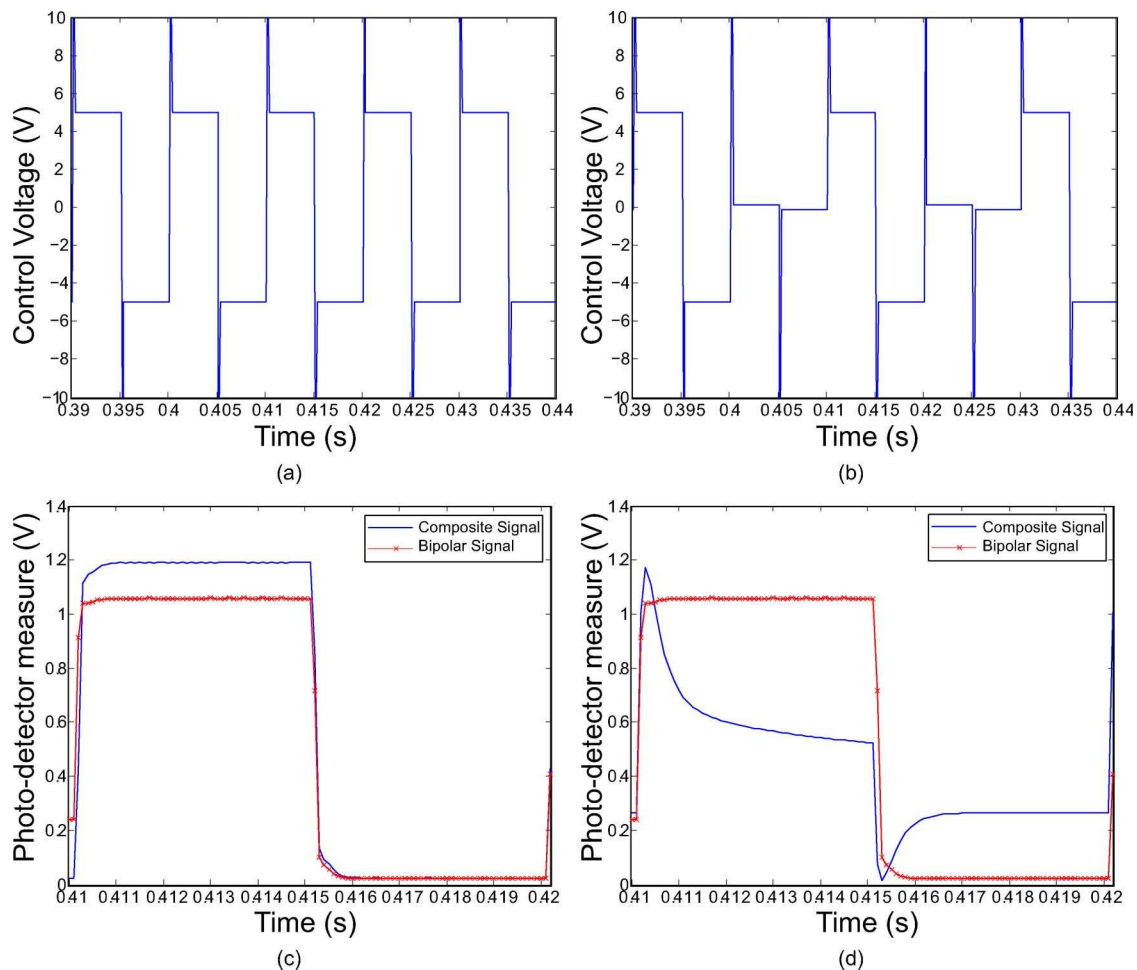 10
8
6
4
2
0
−2
−4
−6
−8
−10
Control Voltage (V)
0.39 0.395 0.4 0.405 0.41 0.415 0.42 0.425 0.43 0.435 0.44
Time (s)
(a)
10
8
6
4
2
0
−2
−4
−6
−8
−10
Control Voltage (V)
0.39 0.395 0.4 0.405 0.41 0.415 0.42 0.425 0.43 0.435 0.44
Time (s)
(b)
1.4
1.2
1
0.8
0.6
0.4
0.2
0
Photo-detector measure (V)
Composite Signal
Bipolar Signal
0.41 0.411 0.412 0.413 0.414 0.415 0.416 0.417 0.418 0.419 0.42
Time (s)
(c)
1.4
1.2
1
0.8
0.6
0.4
0.2
0
Photo-detector measure (V)
Composite Signal
Bipolar Signal
0.41 0.411 0.412 0.413 0.414 0.415 0.416 0.417 0.418 0.419 0.42
Time (s)
(d)